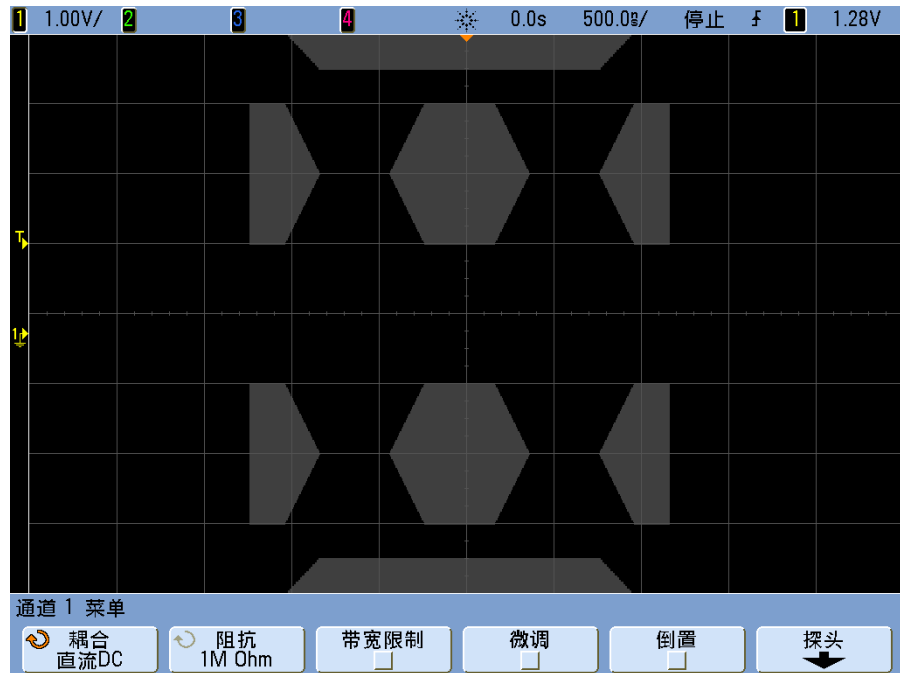 1 1.00V/ 2 3 4 0.0s 500.0ns/ 停止 1 1.28V
T
1
通道 1 菜单
耦合 阻抗 带宽限制 微调 倒置 探头
直流DC 1M Ohm